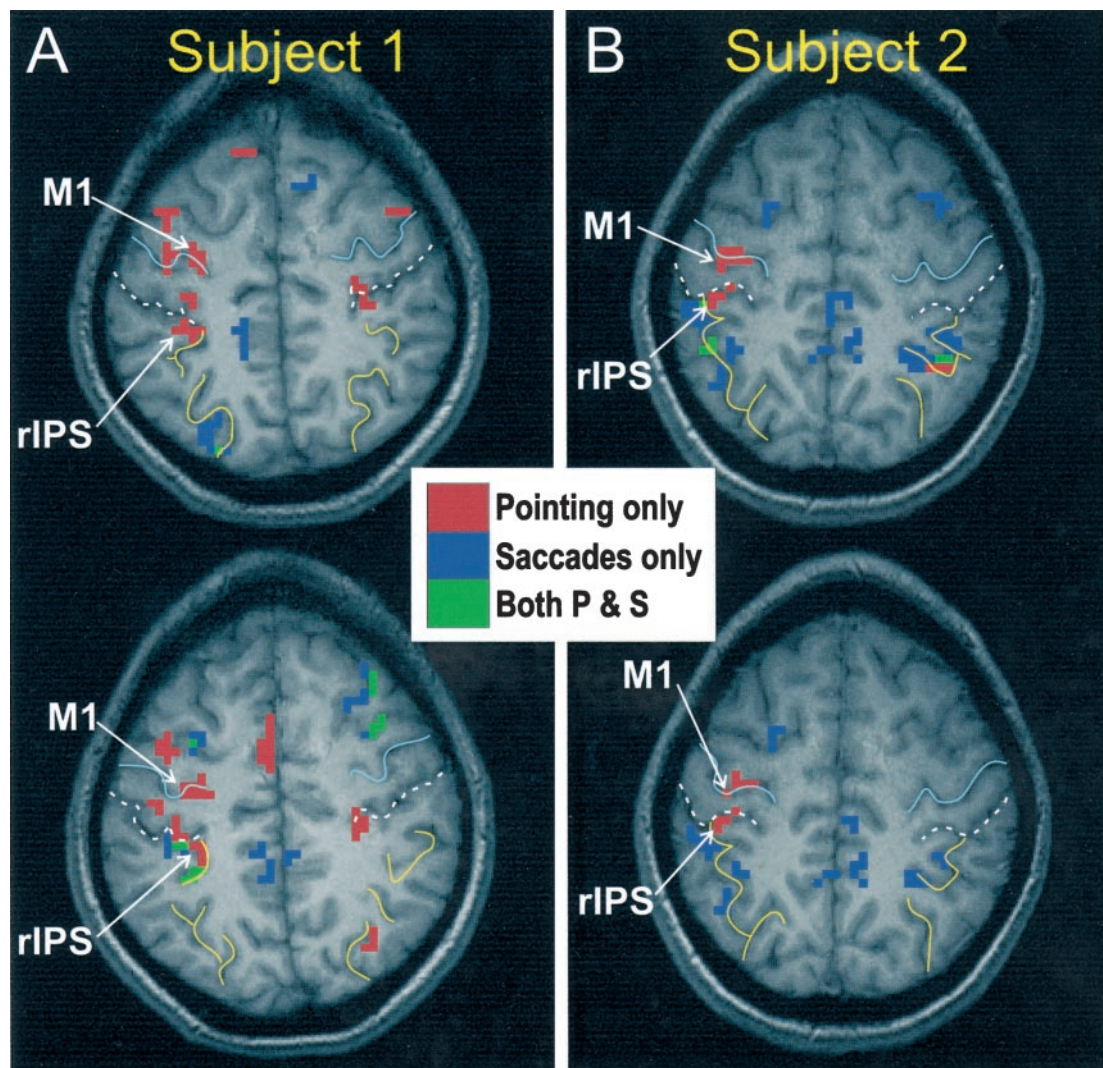 A
Subject 1
M1
rIPS
B
Subject 2
M1
rIPS
Pointing only
Saccades only
Both P & S
M1
rIPS
M1
rIPS